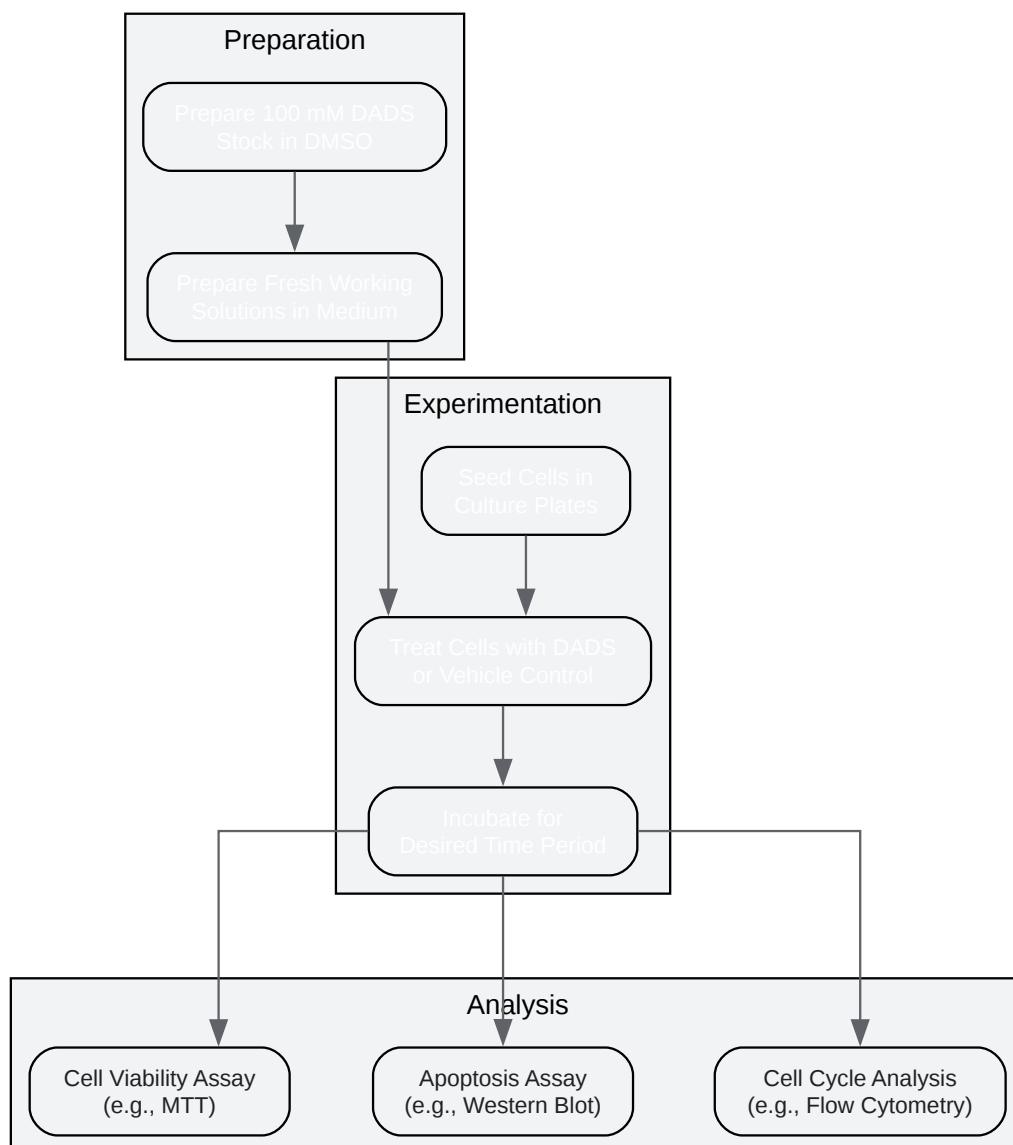 Preparation
Prepare 100 mM DADS
Stock in DMSO
Prepare Fresh Working
Solutions in Medium
Experimentation
Seed Cells in
Culture Plates
Treat Cells with DADS
or Vehicle Control
Incubate for
Desired Time Period
Analysis
Cell Viability Assay
(e.g., MTT)
Apoptosis Assay
(e.g., Western Blot)
Cell Cycle Analysis
(e.g., Flow Cytometry)